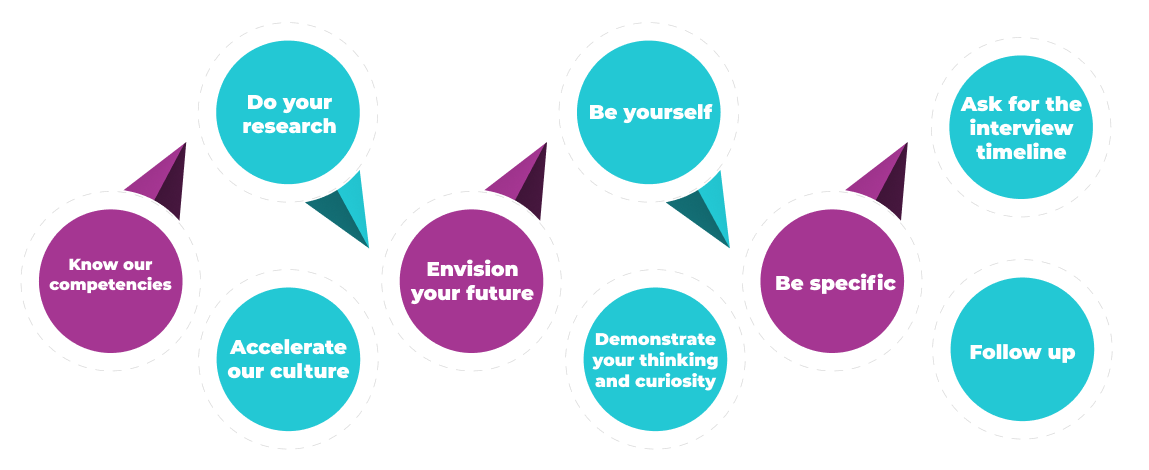 Know our
competencies
Do your
research
Accelerate
our culture
Envision
your future
Be yourself
Demonstrate
your thinking
and curiosity
Be specific
Ask for the
interview
timeline
Follow up